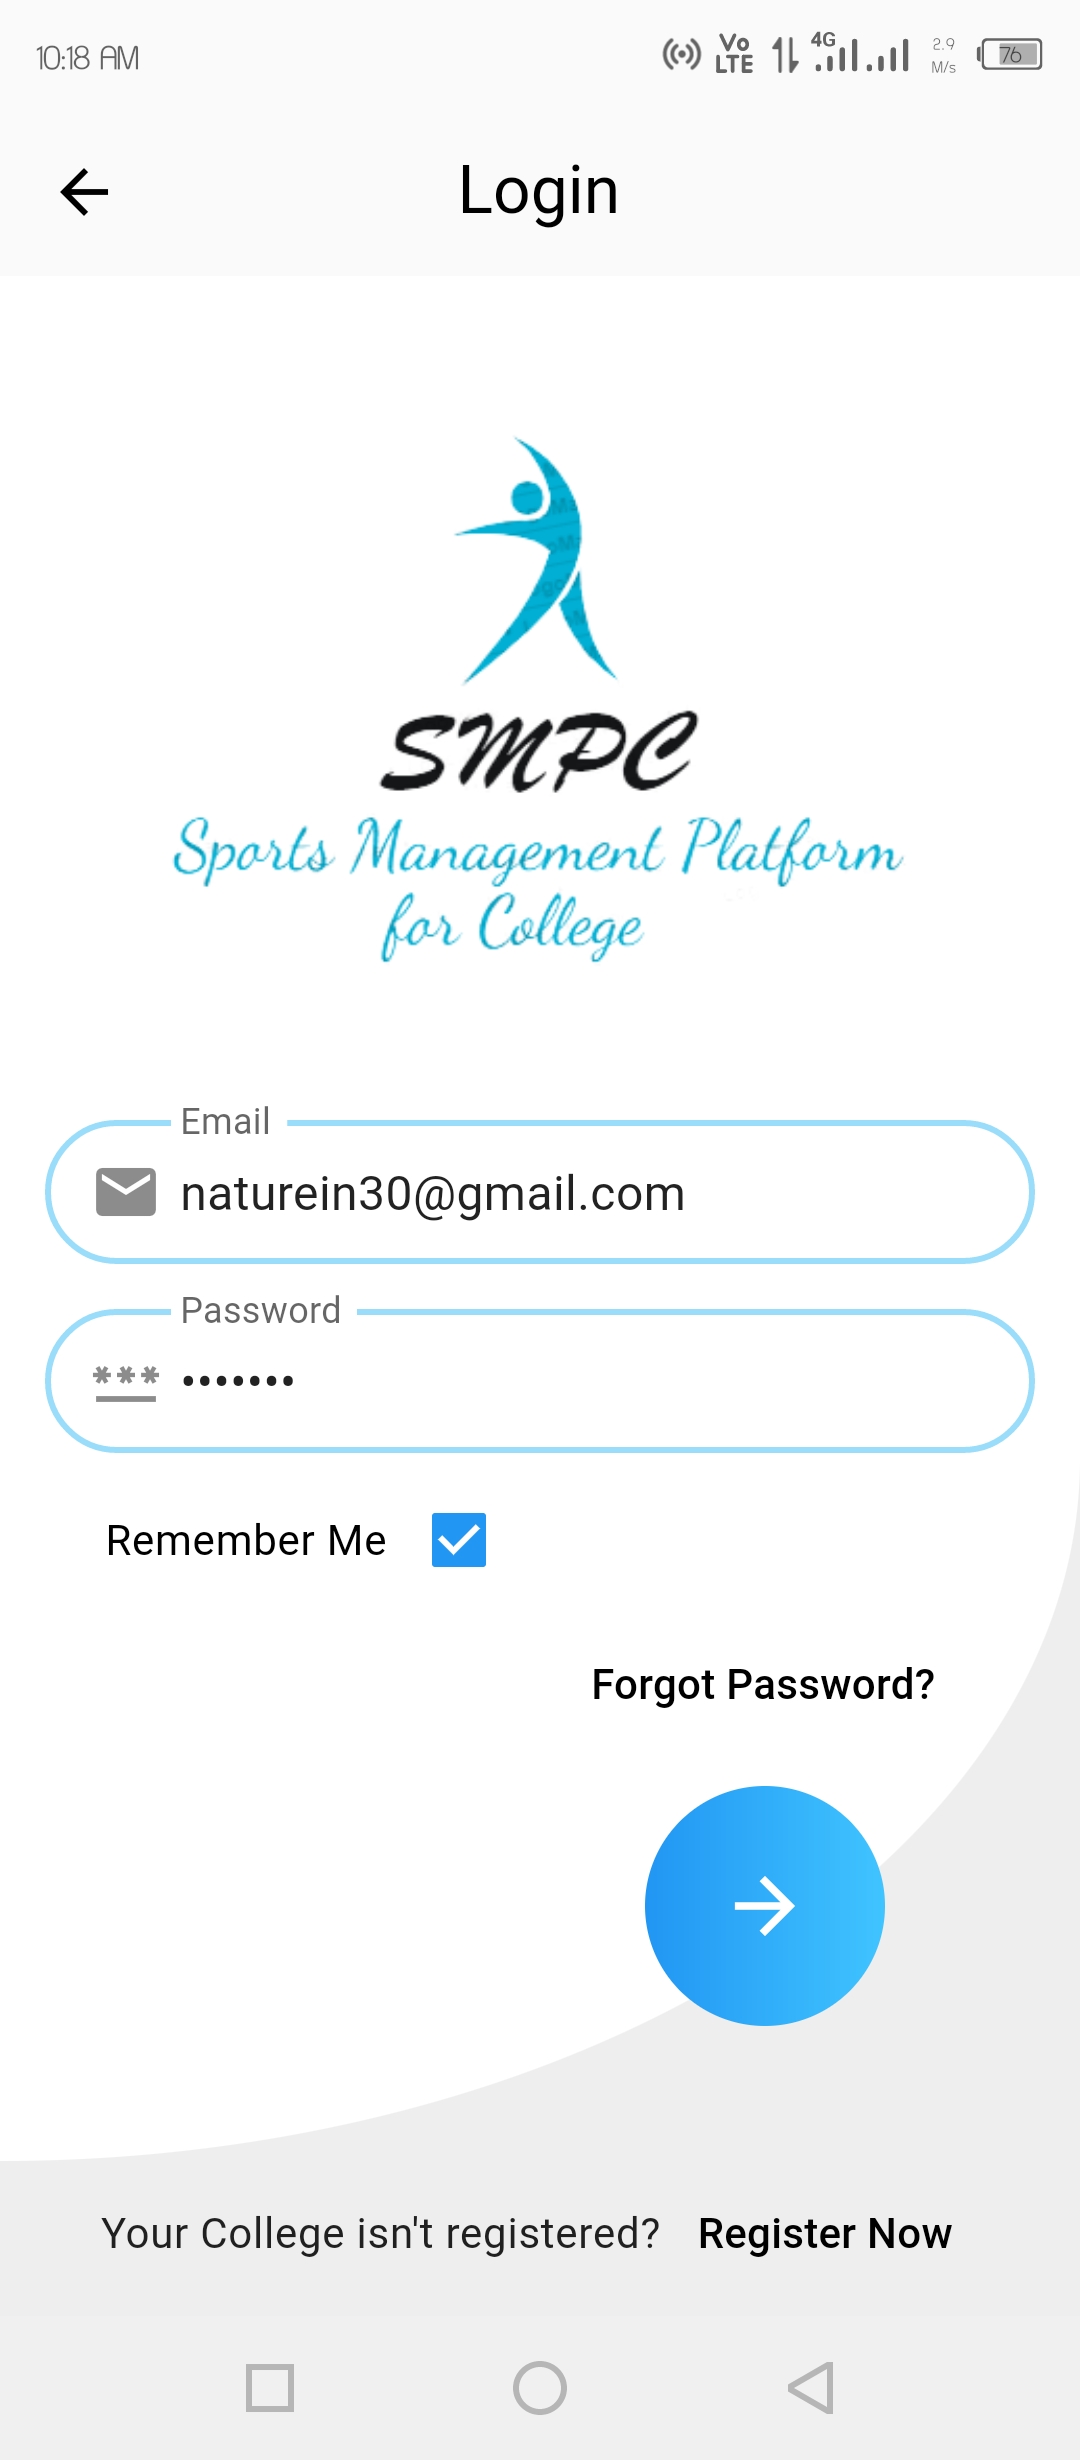 10:18 AM
Vo
LTE
4G
2.9
M/s
76
Login
SMPC
Sports Management Platform
for College
Email
naturein30@gmail.com
Password
•••••••
Remember Me
Forgot Password?
Your College isn't registered? Register Now